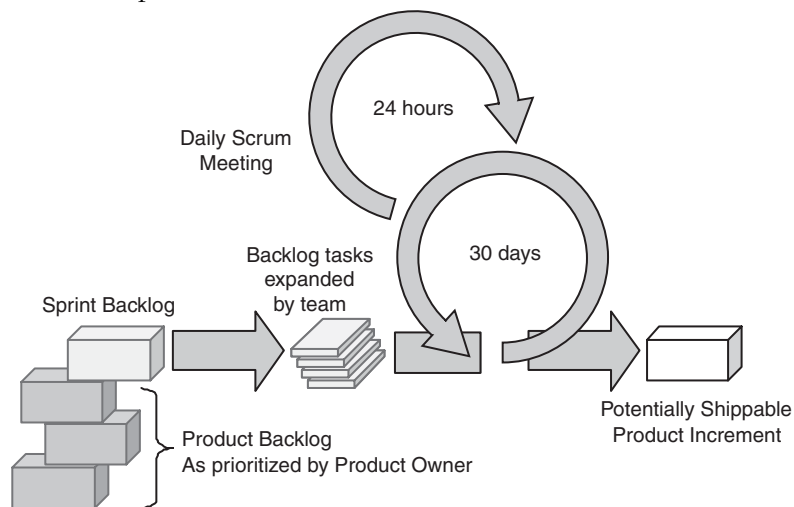 24 hours
Daily Scrum
Meeting
30 days
Backlog tasks
expanded
by team
Sprint Backlog
Potentially Shippable
Product Increment
Product Backlog
As prioritized by Product Owner